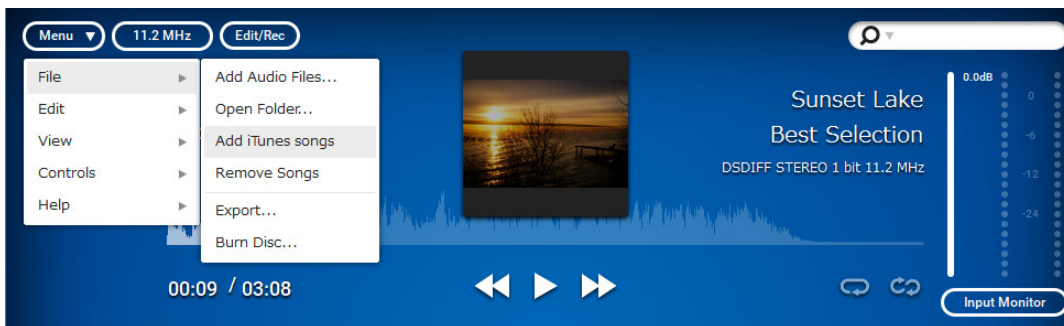 Menu ▼
11.2 MHz
Edit/Rec
File
Edit
View
Controls
Help
Add Audio Files...
Open Folder...
Add iTunes songs
Remove Songs
Export...
Burn Disc...
Sunset Lake
Best Selection
DSDIFF STEREO 1 bit 11.2 MHz
00:09 / 03:08
0.0dB
0
-6
-12
-24
Input Monitor